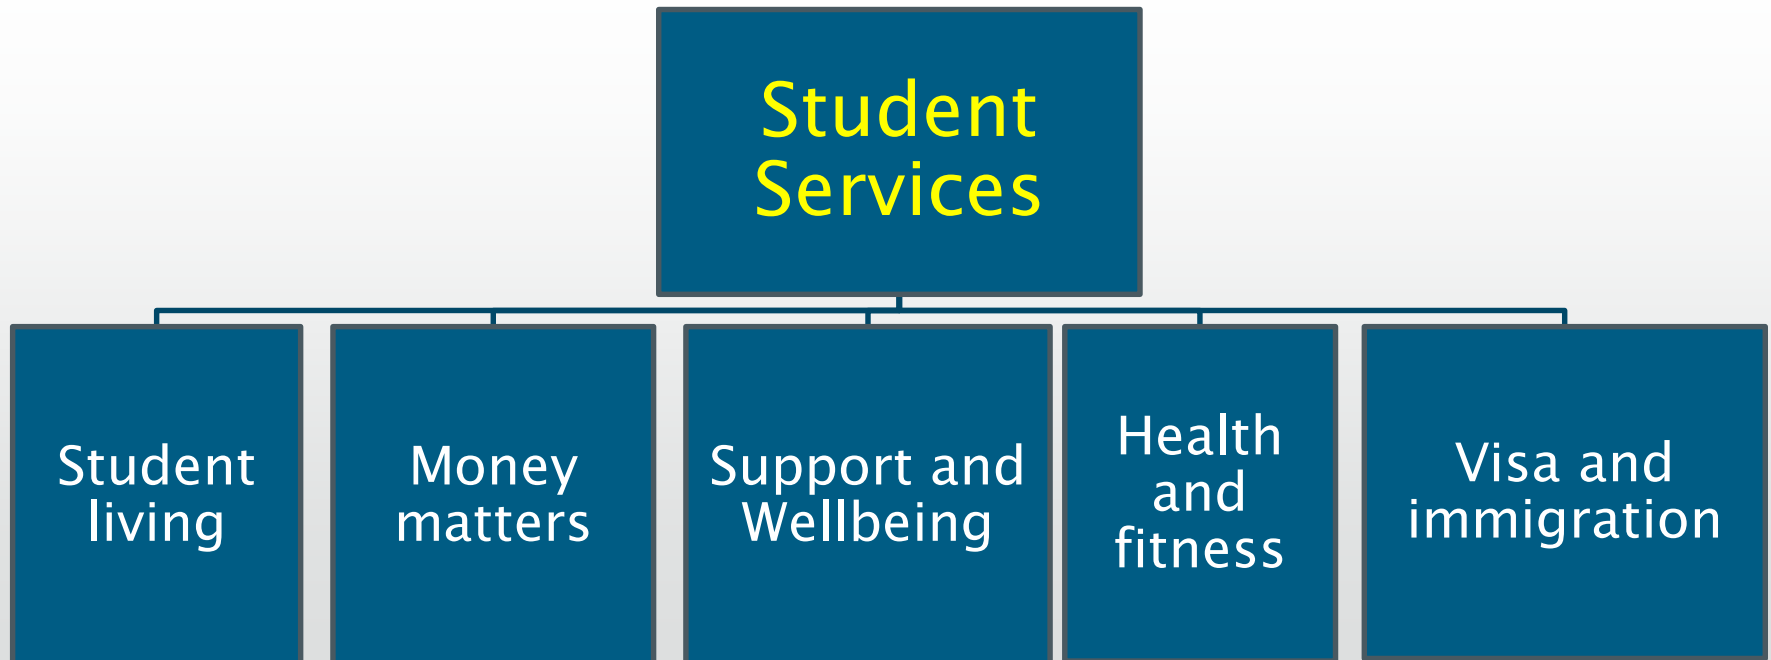 Student
Services
Student
living
Money
matters
Support and
Wellbeing
Health
and
fitness
Visa and
immigration